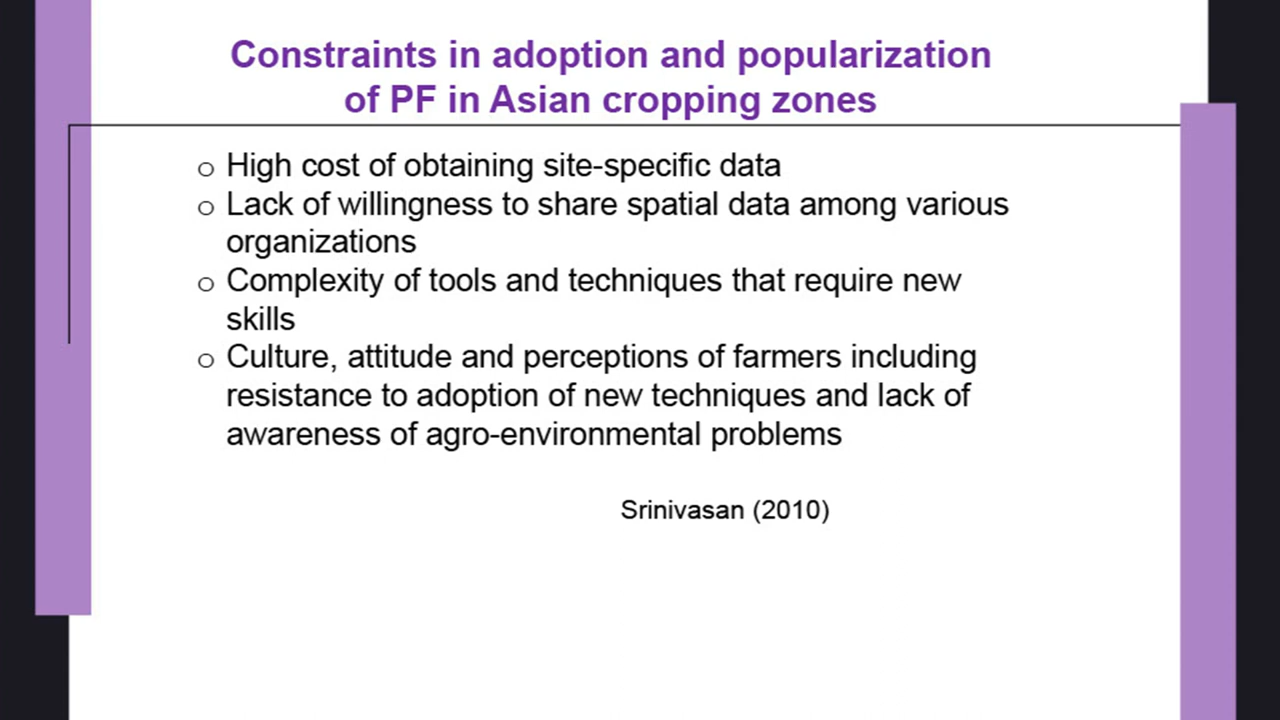 Constraints in adoption and popularization
of PF in Asian cropping zones
o High cost of obtaining site-specific data
o Lack of willingness to share spatial data among various
organizations
o Complexity of tools and techniques that require new
skills
o Culture, attitude and perceptions of farmers including
resistance to adoption of new techniques and lack of
awareness of agro-environmental problems
Srinivasan (2010)